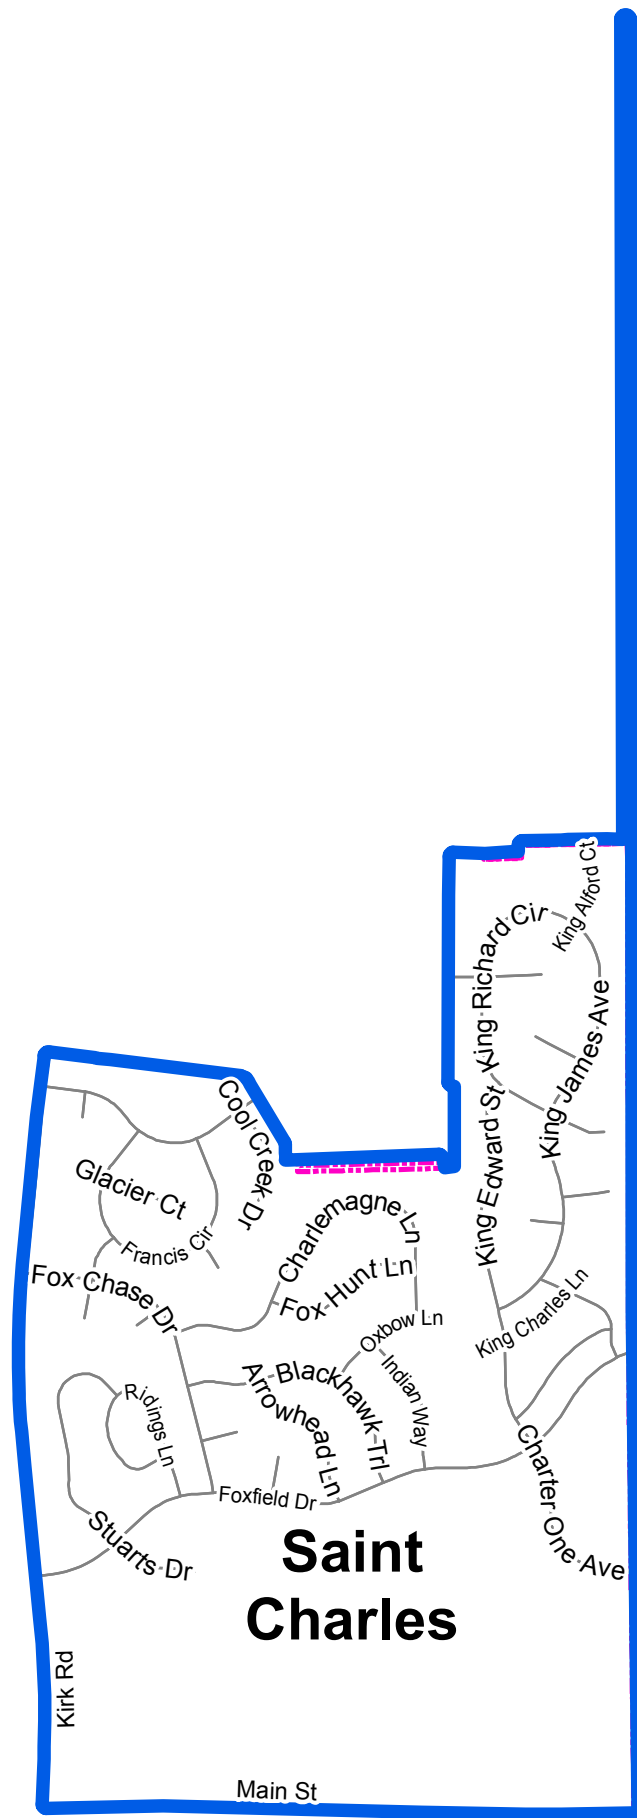 King Alford Ct
King Richard Cir
King James Ave
King Edward St
Cool Creek Dr
Glacier Ct
Francis Cir
Charlemagne Ln
Fox Chase Dr
Fox Hunt Ln
King Charles Ln
Oxbow Ln
Ridings Ln
Arrowhead Ln
Blackhawk Trl
Indian Way
Charter One Ave
Foxfield Dr
Stuarts Dr
Saint
Charles
Kirk Rd
Main St